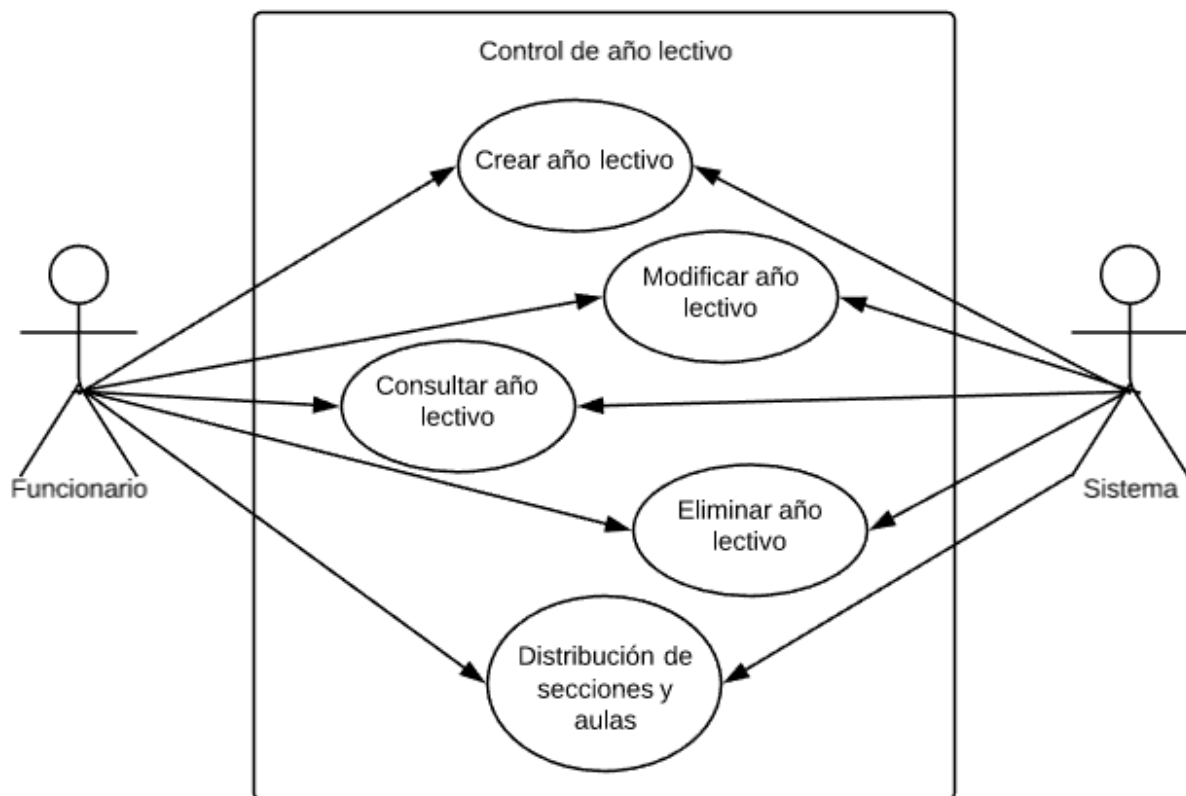 Control de año lectivo
Crear año lectivo
Modificar año
lectivo
Consultar año
lectivo
Funcionario
Sistema
Eliminar año
lectivo
Distribución de
secciones y
aulas